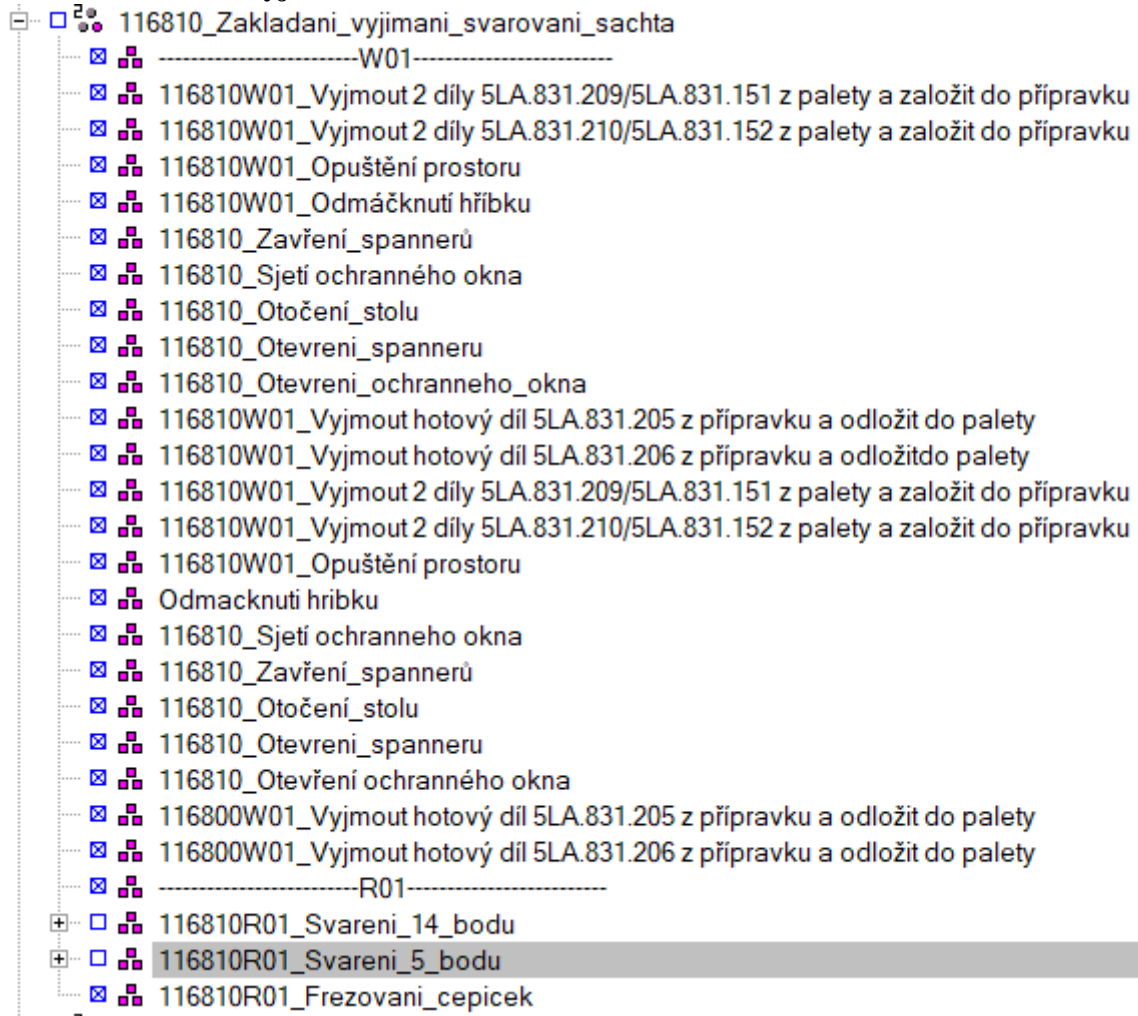 116810_Zakladani_vyjimani_svarovani_sachta
-------------------------W01-------------------------
116810W01_Vyjmout 2 díly 5LA.831.209/5LA.831.151 z palety a založit do přípravku
116810W01_Vyjmout 2 díly 5LA.831.210/5LA.831.152 z palety a založit do přípravku
116810W01_Opuštění prostoru
116810W01_Odmáčknutí hříbku
116810_Zavření_spannerů
116810_Sjetí ochranného okna
116810_Otočení_stolu
116810_Otevreni_spanneru
116810_Otevreni_ochranneho_okna
116810W01_Vyjmout hotový díl 5LA.831.205 z přípravku a odložit do palety
116810W01_Vyjmout hotový díl 5LA.831.206 z přípravku a odložitdo palety
116810W01_Vyjmout 2 díly 5LA.831.209/5LA.831.151 z palety a založit do přípravku
116810W01_Vyjmout 2 díly 5LA.831.210/5LA.831.152 z palety a založit do přípravku
116810W01_Opuštění prostoru
Odmacknuti hribku
116810_Sjetí ochranneho okna
116810_Zavření_spannerů
116810_Otočení_stolu
116810_Otevreni_spanneru
116810_Otevření ochranného okna
116800W01_Vyjmout hotový díl 5LA.831.205 z přípravku a odložit do palety
116800W01_Vyjmout hotový díl 5LA.831.206 z přípravku a odložit do palety
-------------------------R01-------------------------
116810R01_Svareni_14_bodu
116810R01_Svareni_5_bodu
116810R01_Frezovani_cepicek